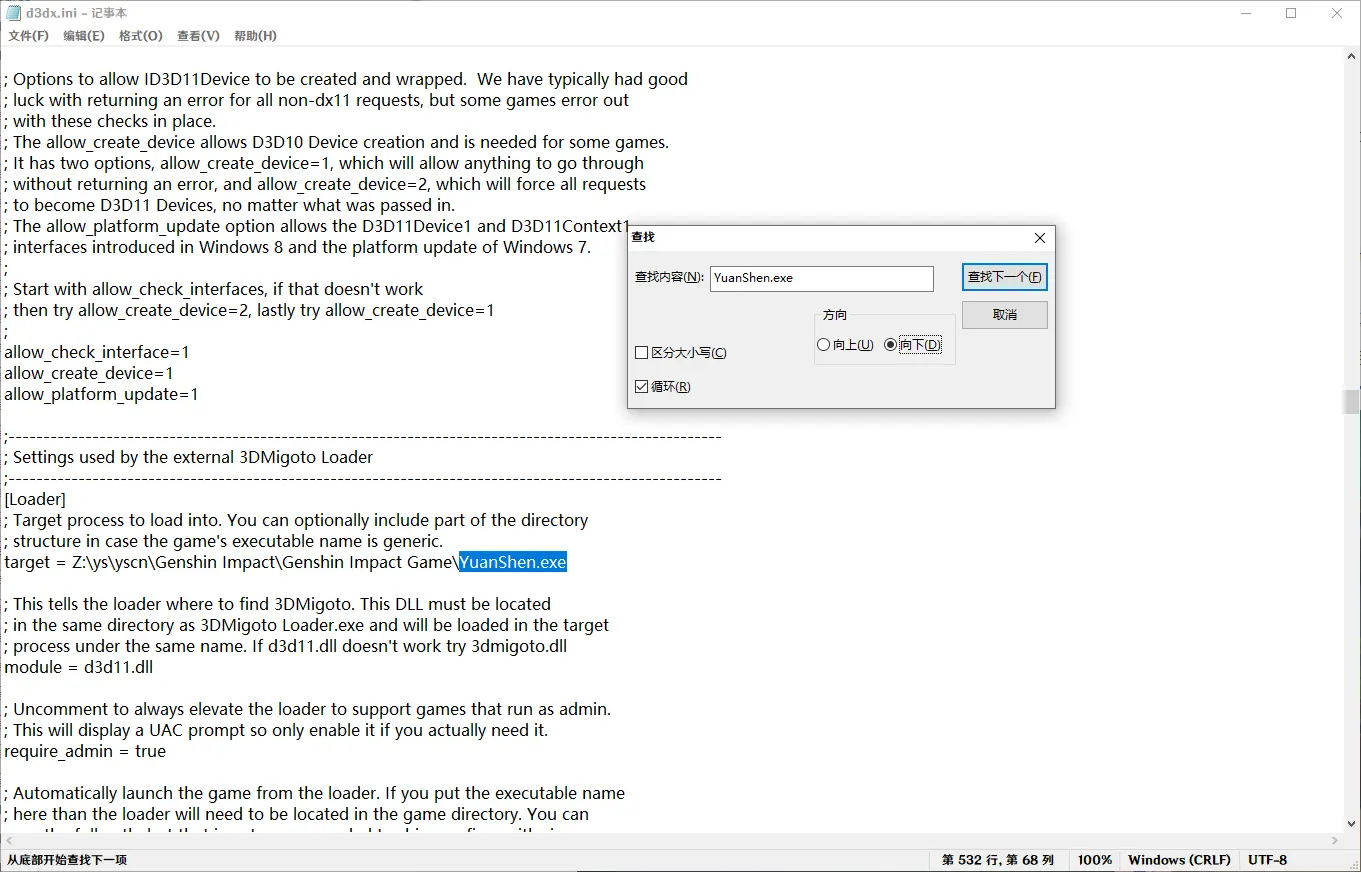 d3dx.ini - 记事本
文件(F) 编辑(E) 格式(O) 查看(V) 帮助(H)
; Options to allow ID3D11Device to be created and wrapped.  We have typically had good
; luck with returning an error for all non-dx11 requests, but some games error out
; with these checks in place.
; The allow_create_device allows D3D10 Device creation and is needed for some games.
; It has two options, allow_create_device=1, which will allow anything to go through
; without returning an error, and allow_create_device=2, which will force all requests
; to become D3D11 Devices, no matter what was passed in.
; The allow_platform_update option allows the D3D11Device1 and D3D11Context1
; interfaces introduced in Windows 8 and the platform update of Windows 7.
;
; Start with allow_check_interfaces, if that doesn't work
; then try allow_create_device=2, lastly try allow_create_device=1
;
allow_check_interface=1
allow_create_device=1
allow_platform_update=1
;------------------------------------------------------------------------------------------------------
; Settings used by the external 3DMigoto Loader
;------------------------------------------------------------------------------------------------------
[Loader]
; Target process to load into. You can optionally include part of the directory
; structure in case the game's executable name is generic.
target = Z:\ys\yscn\Genshin Impact\Genshin Impact Game\YuanShen.exe
; This tells the loader where to find 3DMigoto. This DLL must be located
; in the same directory as 3DMigoto Loader.exe and will be loaded in the target
; process under the same name. If d3d11.dll doesn't work try 3dmigoto.dll
module = d3d11.dll
; Uncomment to always elevate the loader to support games that run as admin.
; This will display a UAC prompt so only enable it if you actually need it.
require_admin = true
; Automatically launch the game from the loader. If you put the executable name
; here than the loader will need to be located in the game directory. You can
查找
查找内容(N): YuanShen.exe 查找下一个(F)
方向 取消
区分大小写(C) 向上(U) 向下(D)
循环(R)
从底部开始查找下一项 第 532 行, 第 68 列 100% Windows (CRLF) UTF-8